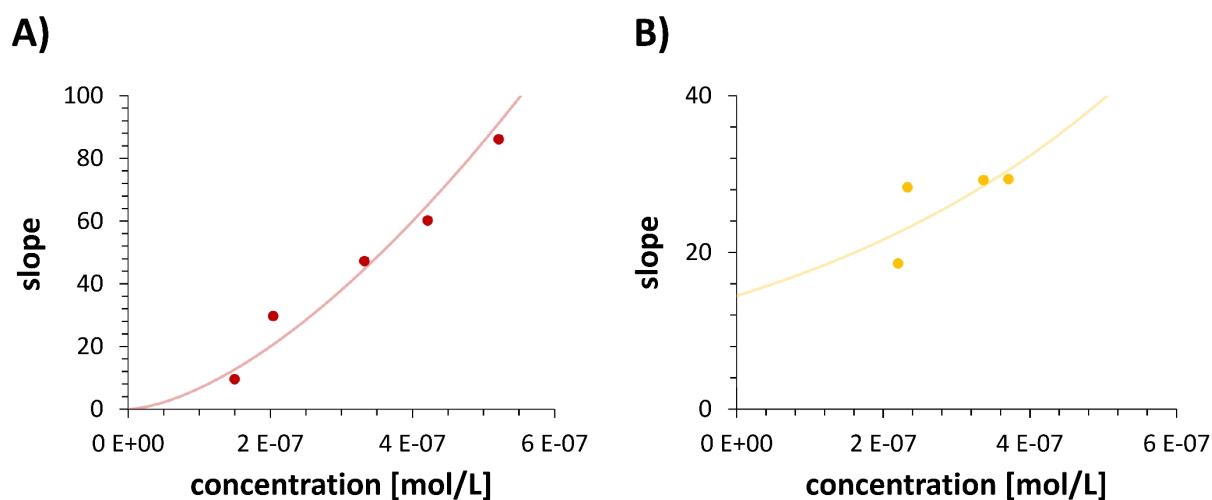 A)
100
80
60
40
20
0
0 E+00
2 E-07
4 E-07
6 E-07
slope
concentration [mol/L]
B)
40
20
0
0 E+00
2 E-07
4 E-07
6 E-07
slope
concentration [mol/L]